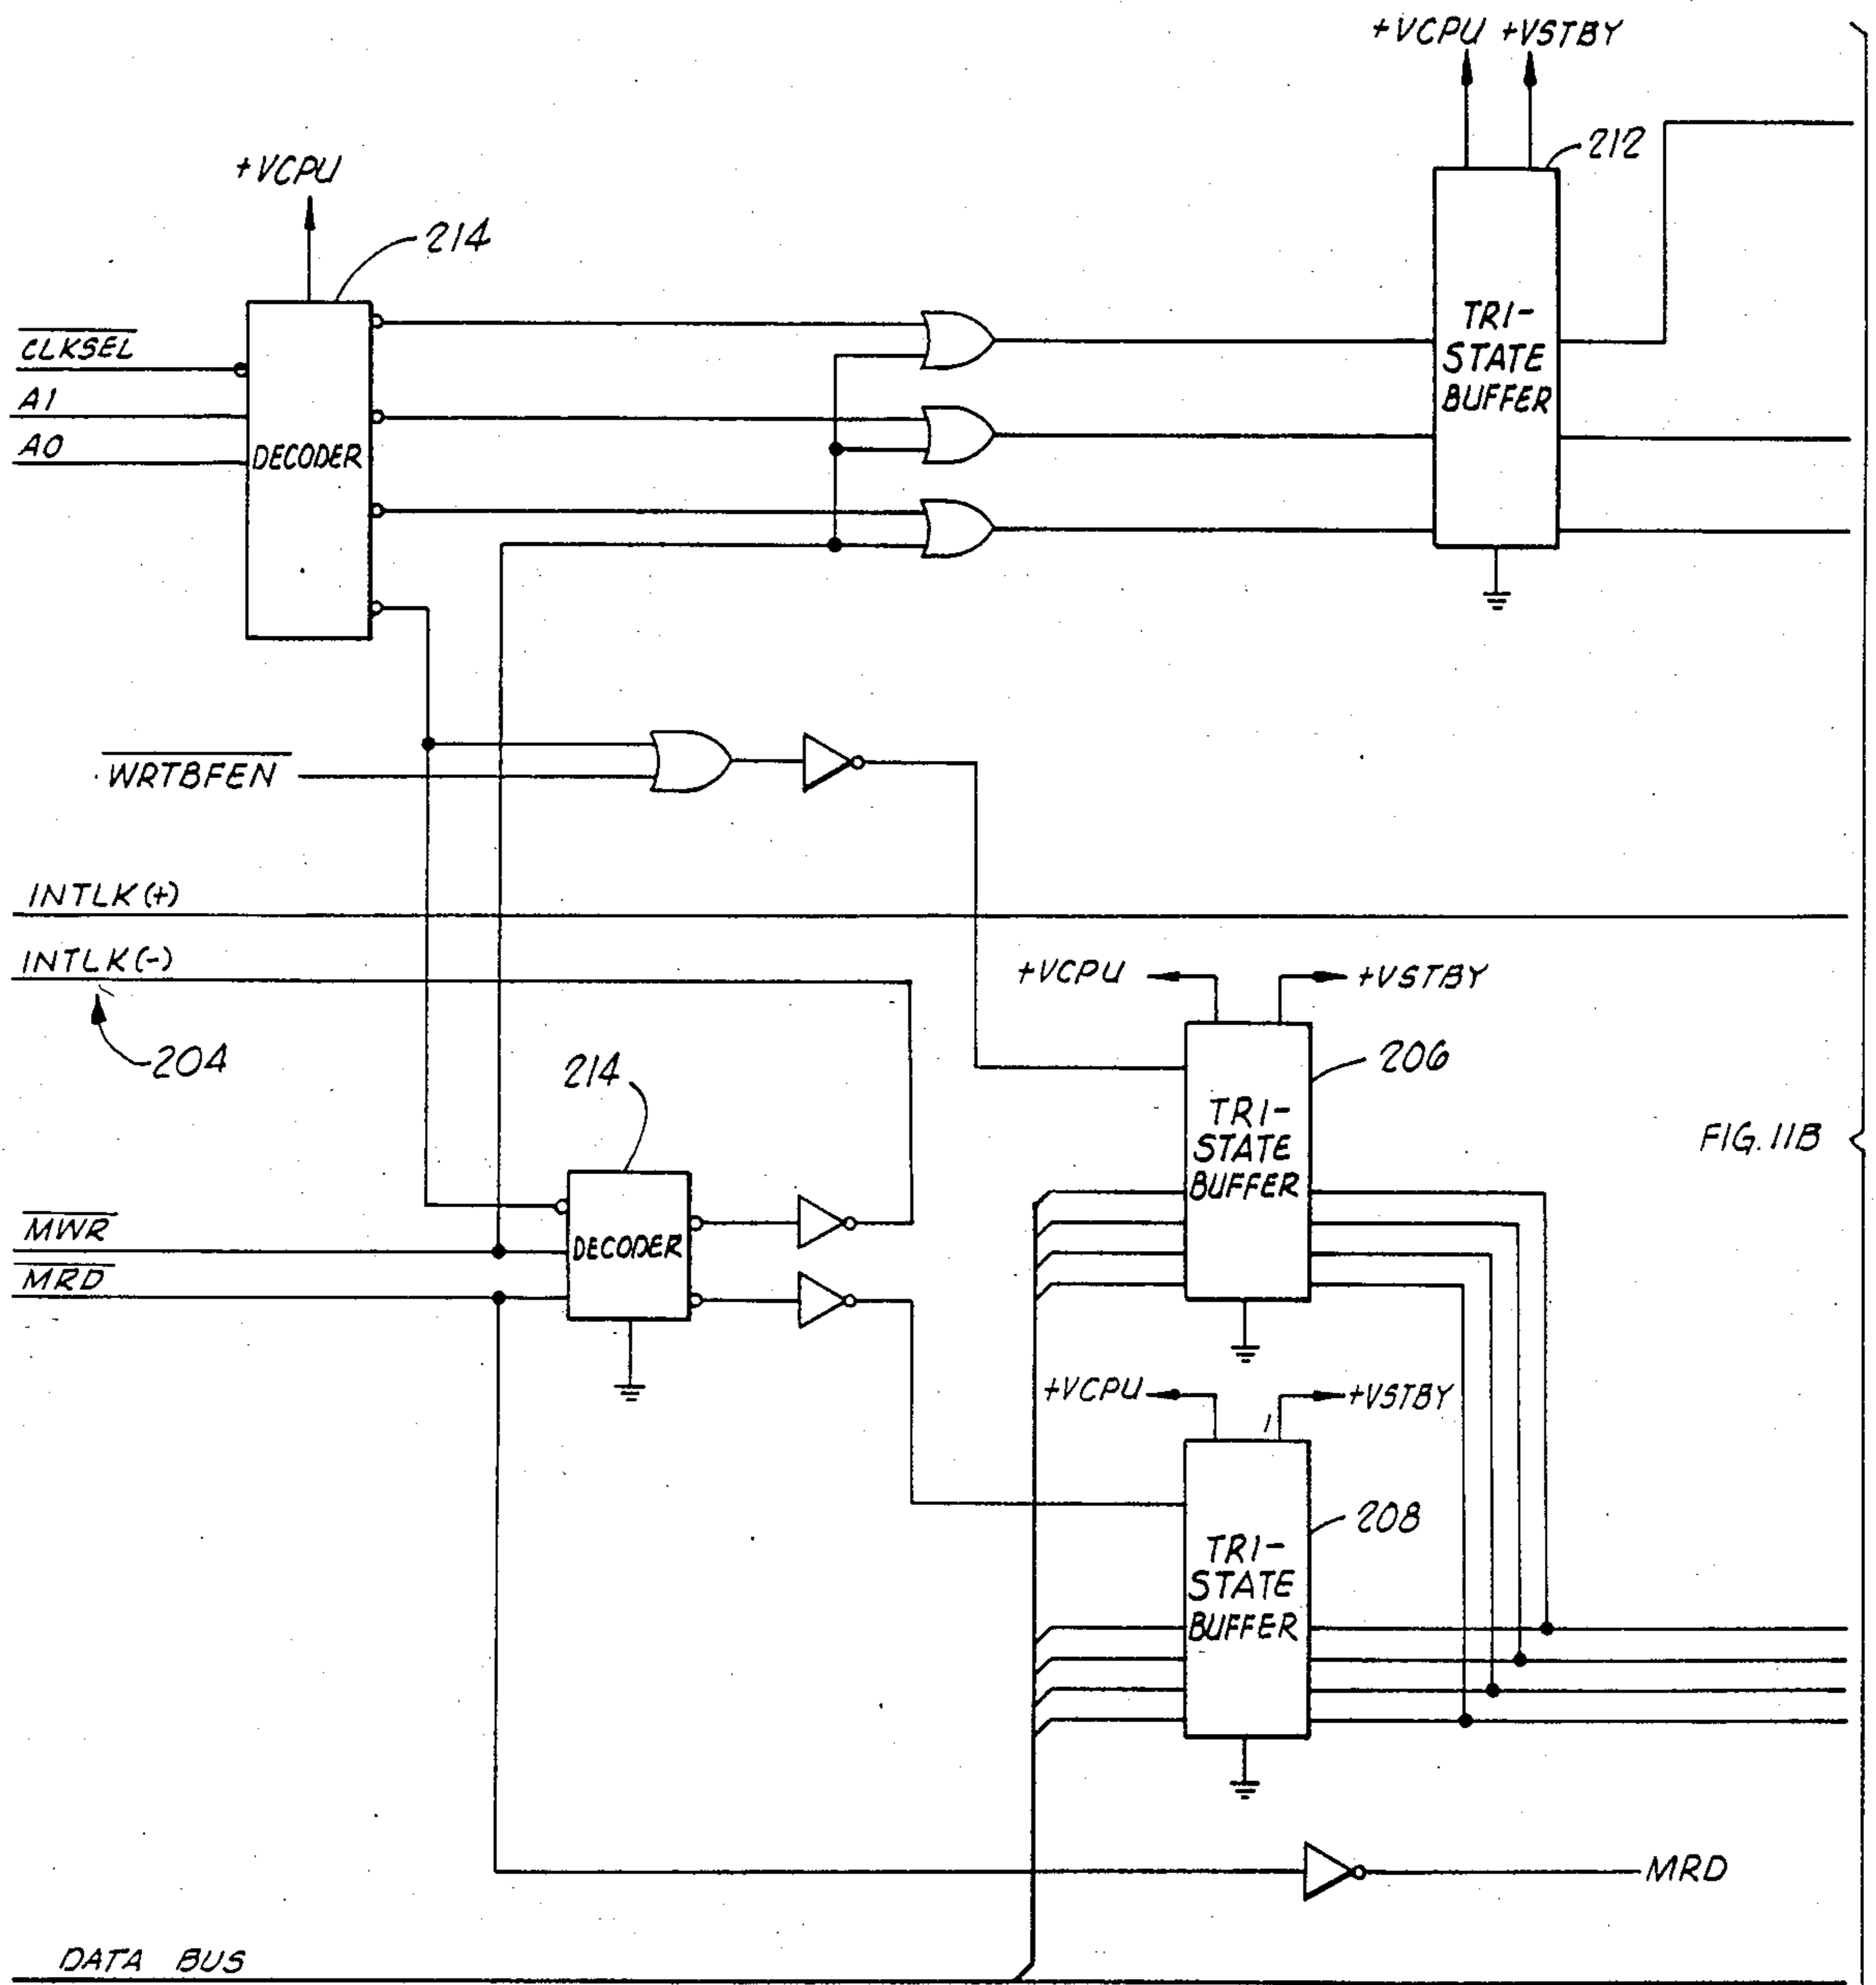 +VCPU +VSTBY
212
+VCPU
214
TRI-
STATE
BUFFER
CLKSEL
A1
A0
DECODER
WRTBFEN
INTLK(+)
INTLK(-)
204
+VCPU
+VSTBY
206
214
TRI-
STATE
BUFFER
FIG. 11B
MWR
MRD
DECODER
+VCPU
+VSTBY
208
TRI-
STATE
BUFFER
MRD
DATA BUS